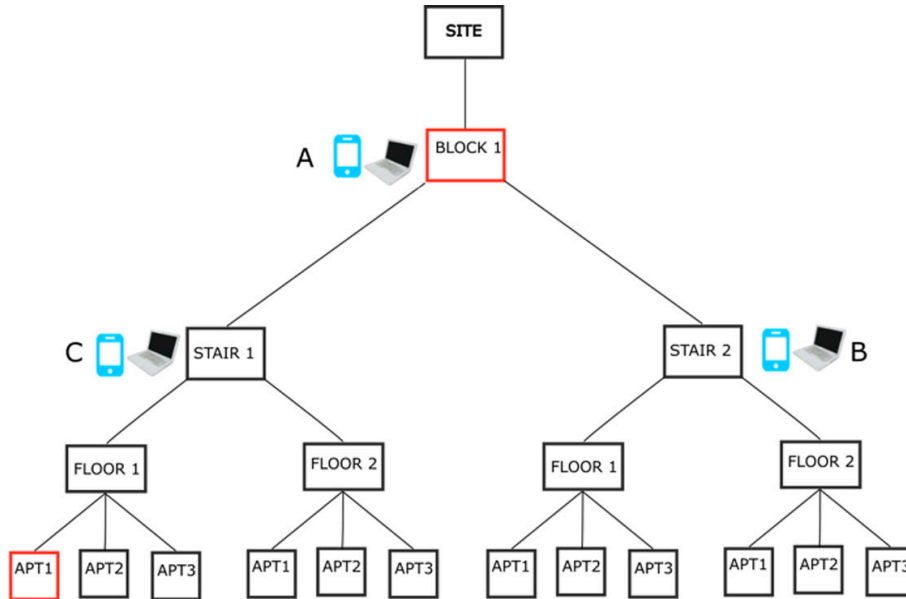 SITE
A
BLOCK 1
C
STAIR 1
STAIR 2
B
FLOOR 1
FLOOR 2
FLOOR 1
FLOOR 2
APT1
APT2
APT3
APT1
APT2
APT3
APT1
APT2
APT3
APT1
APT2
APT3